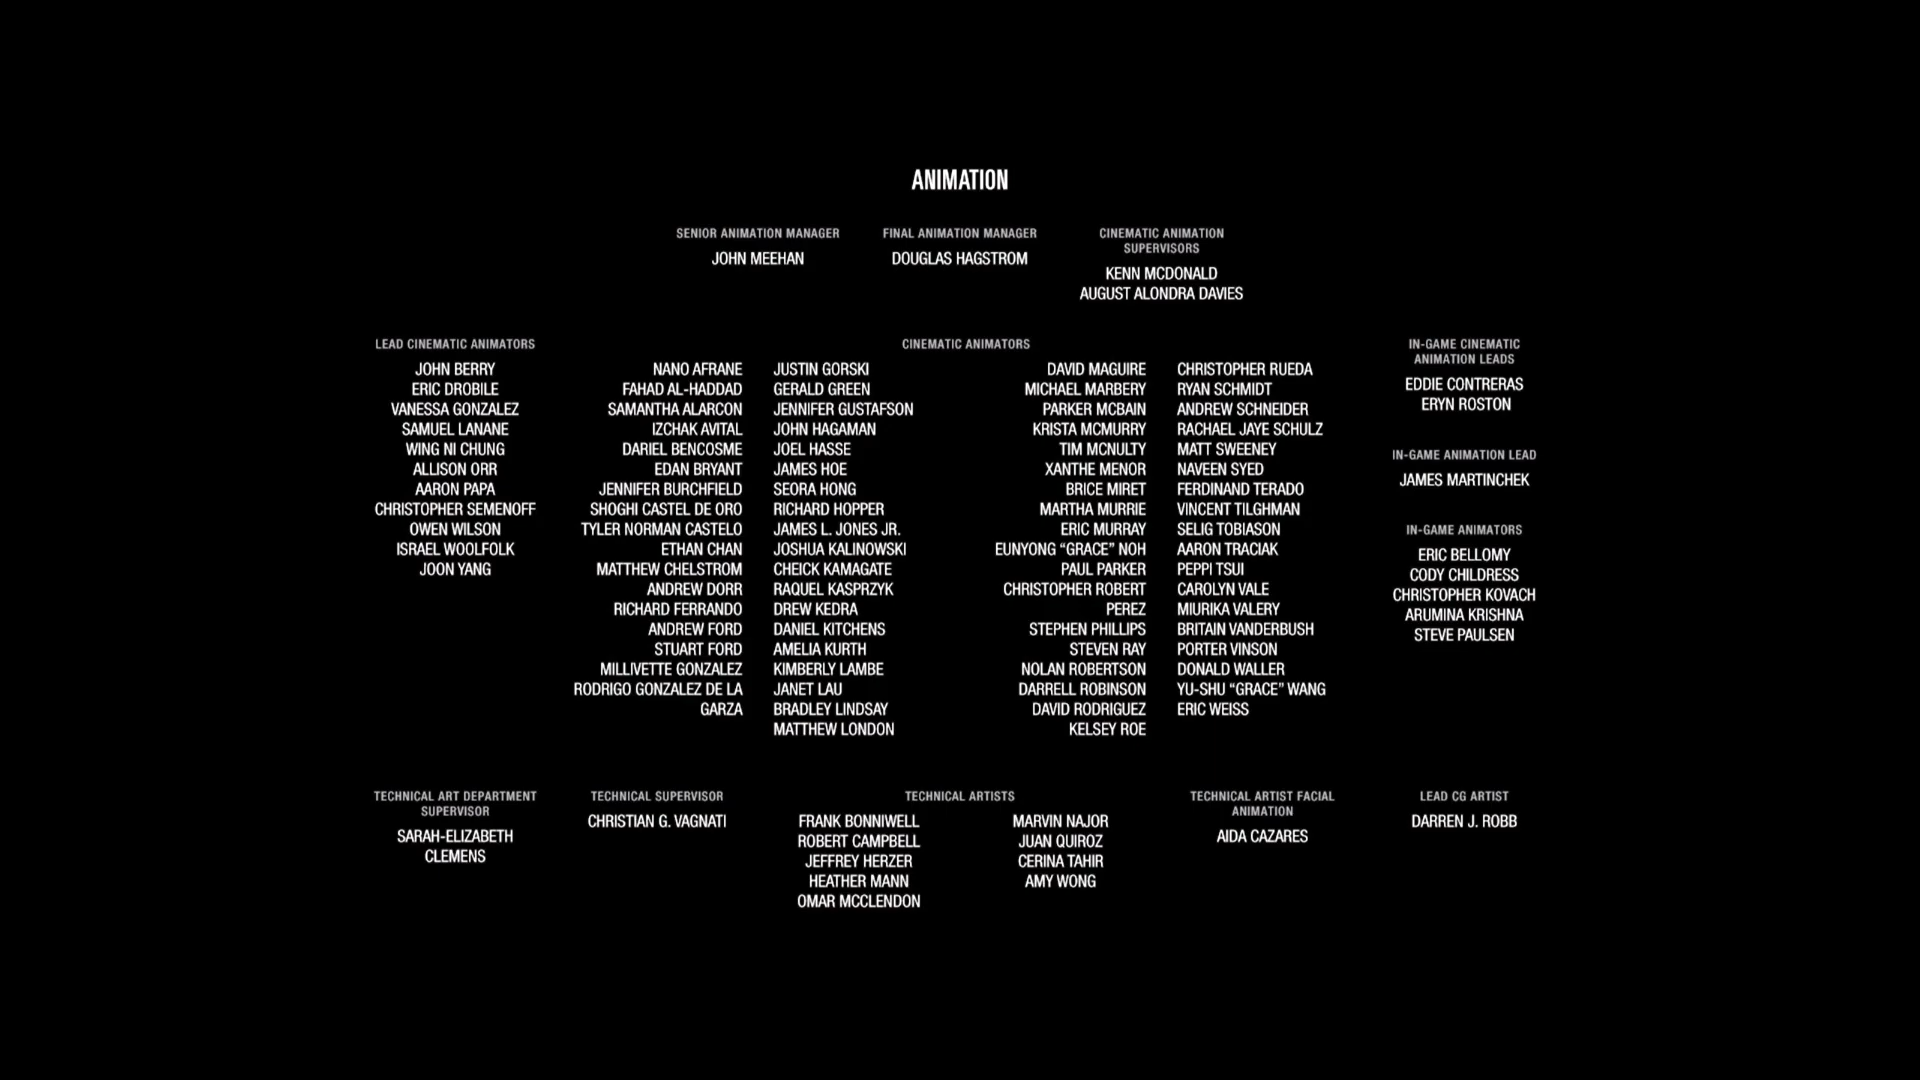 ANIMATION
SENIOR ANIMATION MANAGER
JOHN MEEHAN
FINAL ANIMATION MANAGER
DOUGLAS HAGSTROM
CINEMATIC ANIMATION
SUPERVISORS
KENN MCDONALD
AUGUST ALONDRA DAVIES
LEAD CINEMATIC ANIMATORS
JOHN BERRY
ERIC DROBILE
VANESSA GONZALEZ
SAMUEL LANANE
WING NI CHUNG
ALLISON ORR
AARON PAPA
CHRISTOPHER SEMENOFF
OWEN WILSON
ISRAEL WOOLFOLK
JOON YANG
CINEMATIC ANIMATORS
NANO AFRANE
FAHAD AL-HADDAD
SAMANTHA ALARCON
IZCHAK AVITAL
DARIEL BENCOSME
EDAN BRYANT
JENNIFER BURCHFIELD
SHOGHI CASTEL DE ORO
TYLER NORMAN CASTELO
ETHAN CHAN
MATTHEW CHELSTROM
ANDREW DORR
RICHARD FERRANDO
ANDREW FORD
STUART FORD
MILLIVETTE GONZALEZ
RODRIGO GONZALEZ DE LA
GARZA
JUSTIN GORSKI
GERALD GREEN
JENNIFER GUSTAFSON
JOHN HAGAMAN
JOEL HASSE
JAMES HOE
SEORA HONG
RICHARD HOPPER
JAMES L. JONES JR.
JOSHUA KALINOWSKI
CHEICK KAMAGATE
RAQUEL KASPRZYK
DREW KEDRA
DANIEL KITCHENS
AMELIA KURTH
KIMBERLY LAMBE
JANET LAU
BRADLEY LINDSAY
MATTHEW LONDON
DAVID MAGUIRE
MICHAEL MARBERY
PARKER MCBAIN
KRISTA MCMURRY
TIM MCNULTY
XANTHE MENOR
BRICE MIRET
MARTHA MURRIE
ERIC MURRAY
EUNYONG “GRACE” NOH
PAUL PARKER
CHRISTOPHER ROBERT
PEREZ
STEPHEN PHILLIPS
STEVEN RAY
NOLAN ROBERTSON
DARRELL ROBINSON
DAVID RODRIGUEZ
KELSEY ROE
CHRISTOPHER RUEDA
RYAN SCHMIDT
ANDREW SCHNEIDER
RACHAEL JAYE SCHULZ
MATT SWEENEY
NAVEEN SYED
FERDINAND TERADO
VINCENT TILGHMAN
SELIG TOBIASON
AARON TRACIAK
PEPPI TSUI
CAROLYN VALE
MIURIKA VALERY
BRITAIN VANDERBUSH
PORTER VINSON
DONALD WALLER
YU-SHU “GRACE” WANG
ERIC WEISS
IN-GAME CINEMATIC
ANIMATION LEADS
EDDIE CONTRERAS
ERYN ROSTON
IN-GAME ANIMATION LEAD
JAMES MARTINCHEK
IN-GAME ANIMATORS
ERIC BELLOMY
CODY CHILDRESS
CHRISTOPHER KOVACH
ARUMINA KRISHNA
STEVE PAULSEN
TECHNICAL ART DEPARTMENT
SUPERVISOR
SARAH-ELIZABETH
CLEMENS
TECHNICAL SUPERVISOR
CHRISTIAN G. VAGNATI
TECHNICAL ARTISTS
FRANK BONNIWELL
ROBERT CAMPBELL
JEFFREY HERZER
HEATHER MANN
OMAR MCCLENDON
MARVIN NAJOR
JUAN QUIROZ
CERINA TAHIR
AMY WONG
TECHNICAL ARTIST FACIAL
ANIMATION
AIDA CAZARES
LEAD CG ARTIST
DARREN J. ROBB